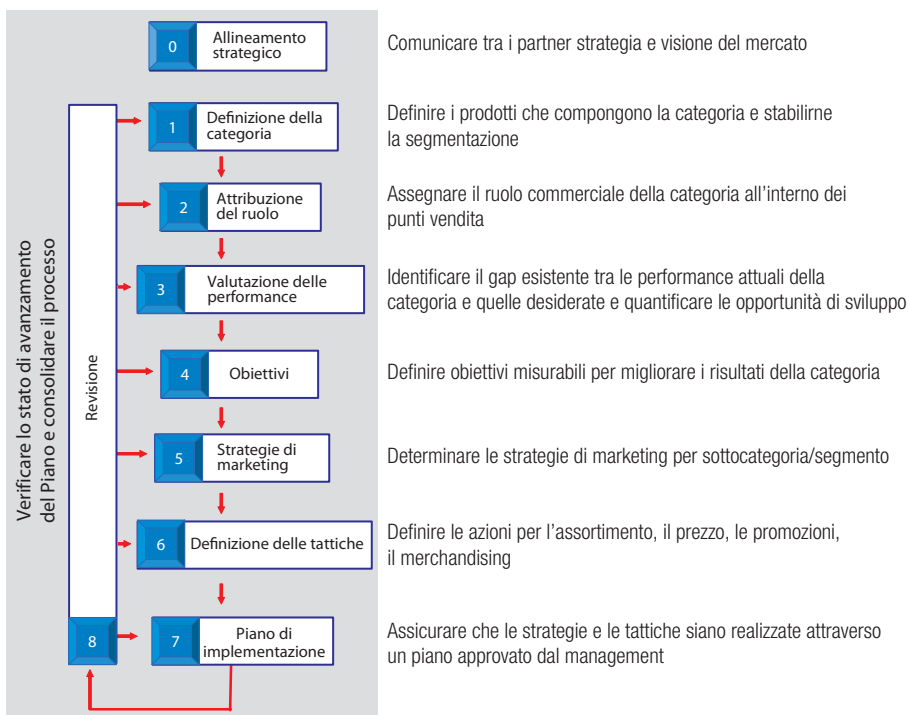 0
Allineamento
strategico
Comunicare tra i partner strategia e visione del mercato
1
Definizione della
categoria
Definire i prodotti che compongono la categoria e stabilirne
la segmentazione
2
Attribuzione
del ruolo
Assegnare il ruolo commerciale della categoria all'interno dei
punti vendita
3
Valutazione delle
performance
Identificare il gap esistente tra le performance attuali della
categoria e quelle desiderate e quantificare le opportunità di sviluppo
4
Obiettivi
Definire obiettivi misurabili per migliorare i risultati della categoria
5
Strategie di
marketing
Determinare le strategie di marketing per sottocategoria/segmento
6
Definizione delle tattiche
Definire le azioni per l'assortimento, il prezzo, le promozioni,
il merchandising
7
Piano di
implementazione
Assicurare che le strategie e le tattiche siano realizzate attraverso
un piano approvato dal management
8
Revisione
Verificare lo stato di avanzamento
del Piano e consolidare il processo